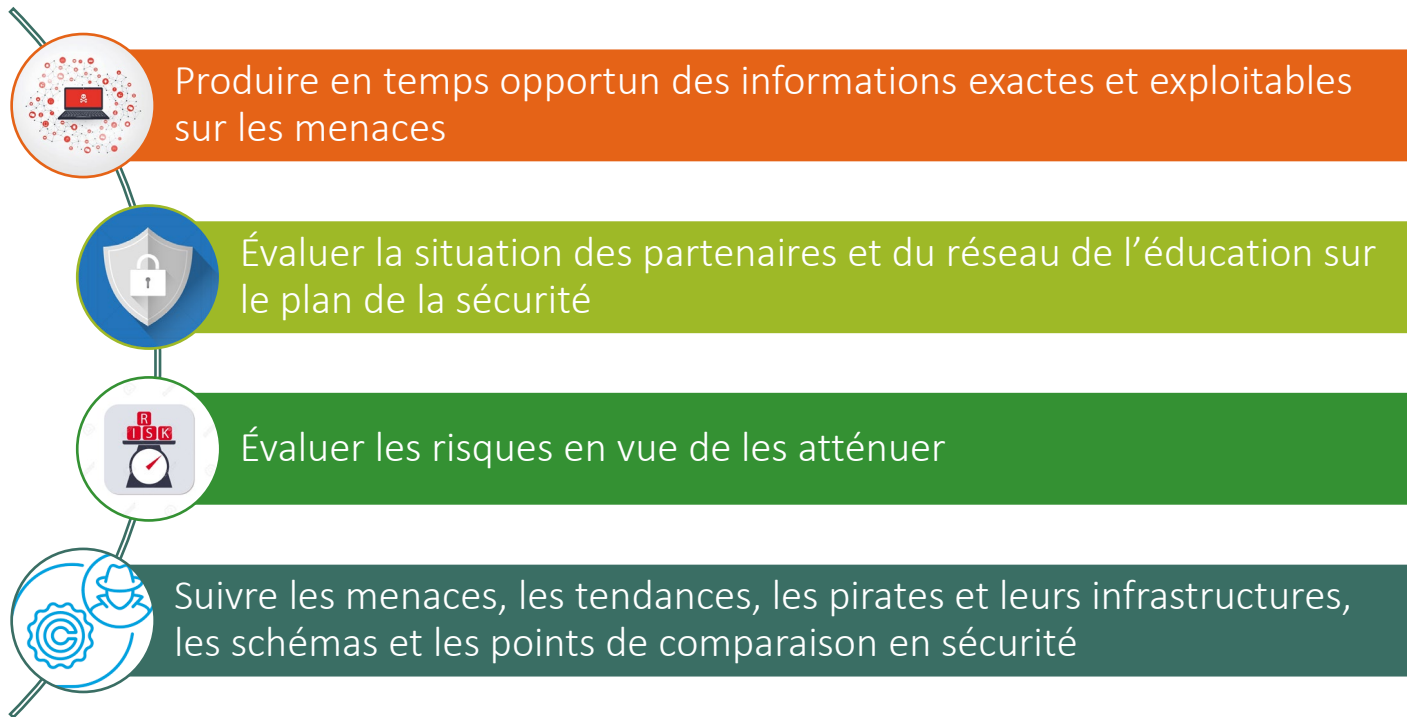 Produire en temps opportun des informations exactes et exploitables
sur les menaces
Évaluer la situation des partenaires et du réseau de l’éducation sur
le plan de la sécurité
R
ISK
Évaluer les risques en vue de les atténuer
Suivre les menaces, les tendances, les pirates et leurs infrastructures,
les schémas et les points de comparaison en sécurité